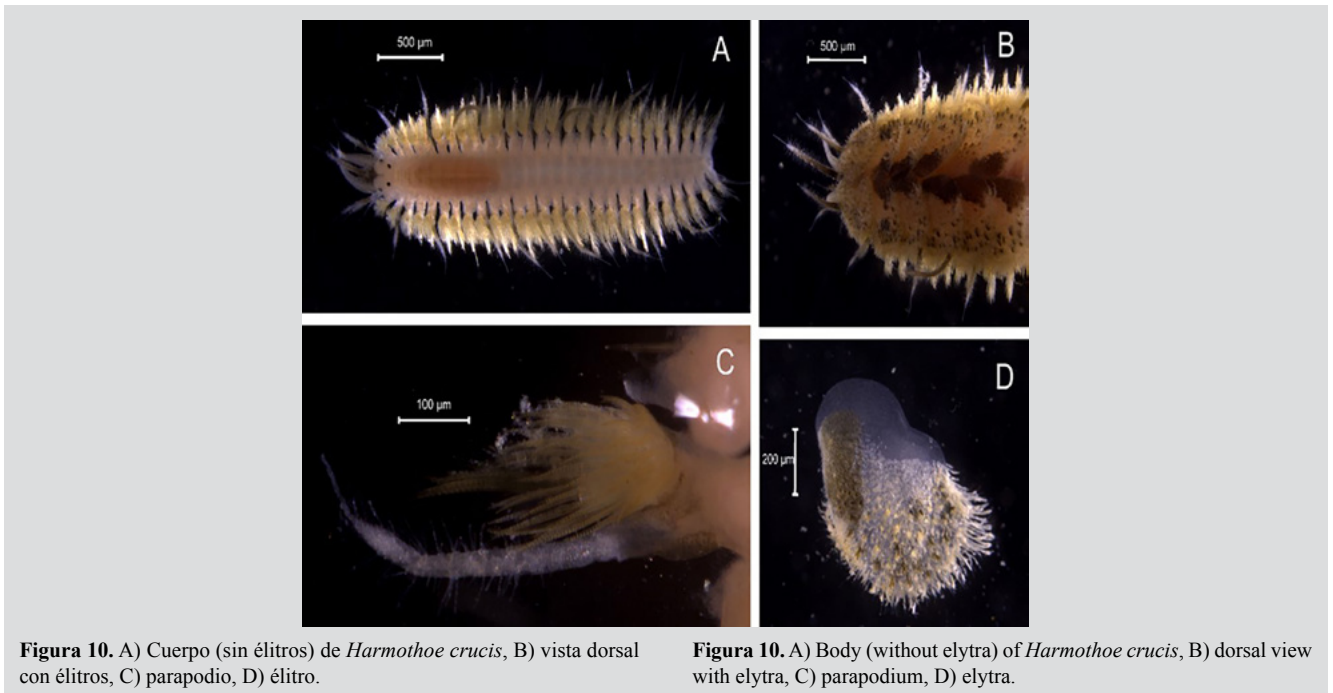 500 µm
A
500 µm
B
100 µm
C
200 µm
D
Figura 10. A) Cuerpo (sin élitros) de Harmothoe crucis, B) vista dorsal
con élitros, C) parapodio, D) élitro.
Figura 10. A) Body (without elytra) of Harmothoe crucis, B) dorsal view
with elytra, C) parapodium, D) elytra.